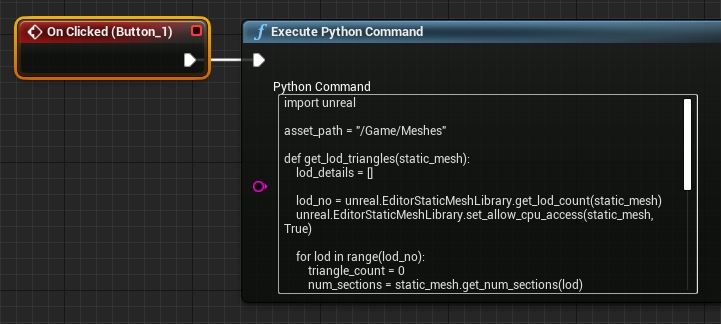 On Clicked (Button_1)
f Execute Python Command
Python Command
import unreal
asset_path = "/Game/Meshes"
def get_lod_triangles(static_mesh):
lod_details = []
lod_no = unreal.EditorStaticMeshLibrary.get_lod_count(static_mesh)
unreal.EditorStaticMeshLibrary.set_allow_cpu_access(static_mesh,
True)
for lod in range(lod_no):
triangle_count = 0
num_sections = static_mesh.get_num_sections(lod)